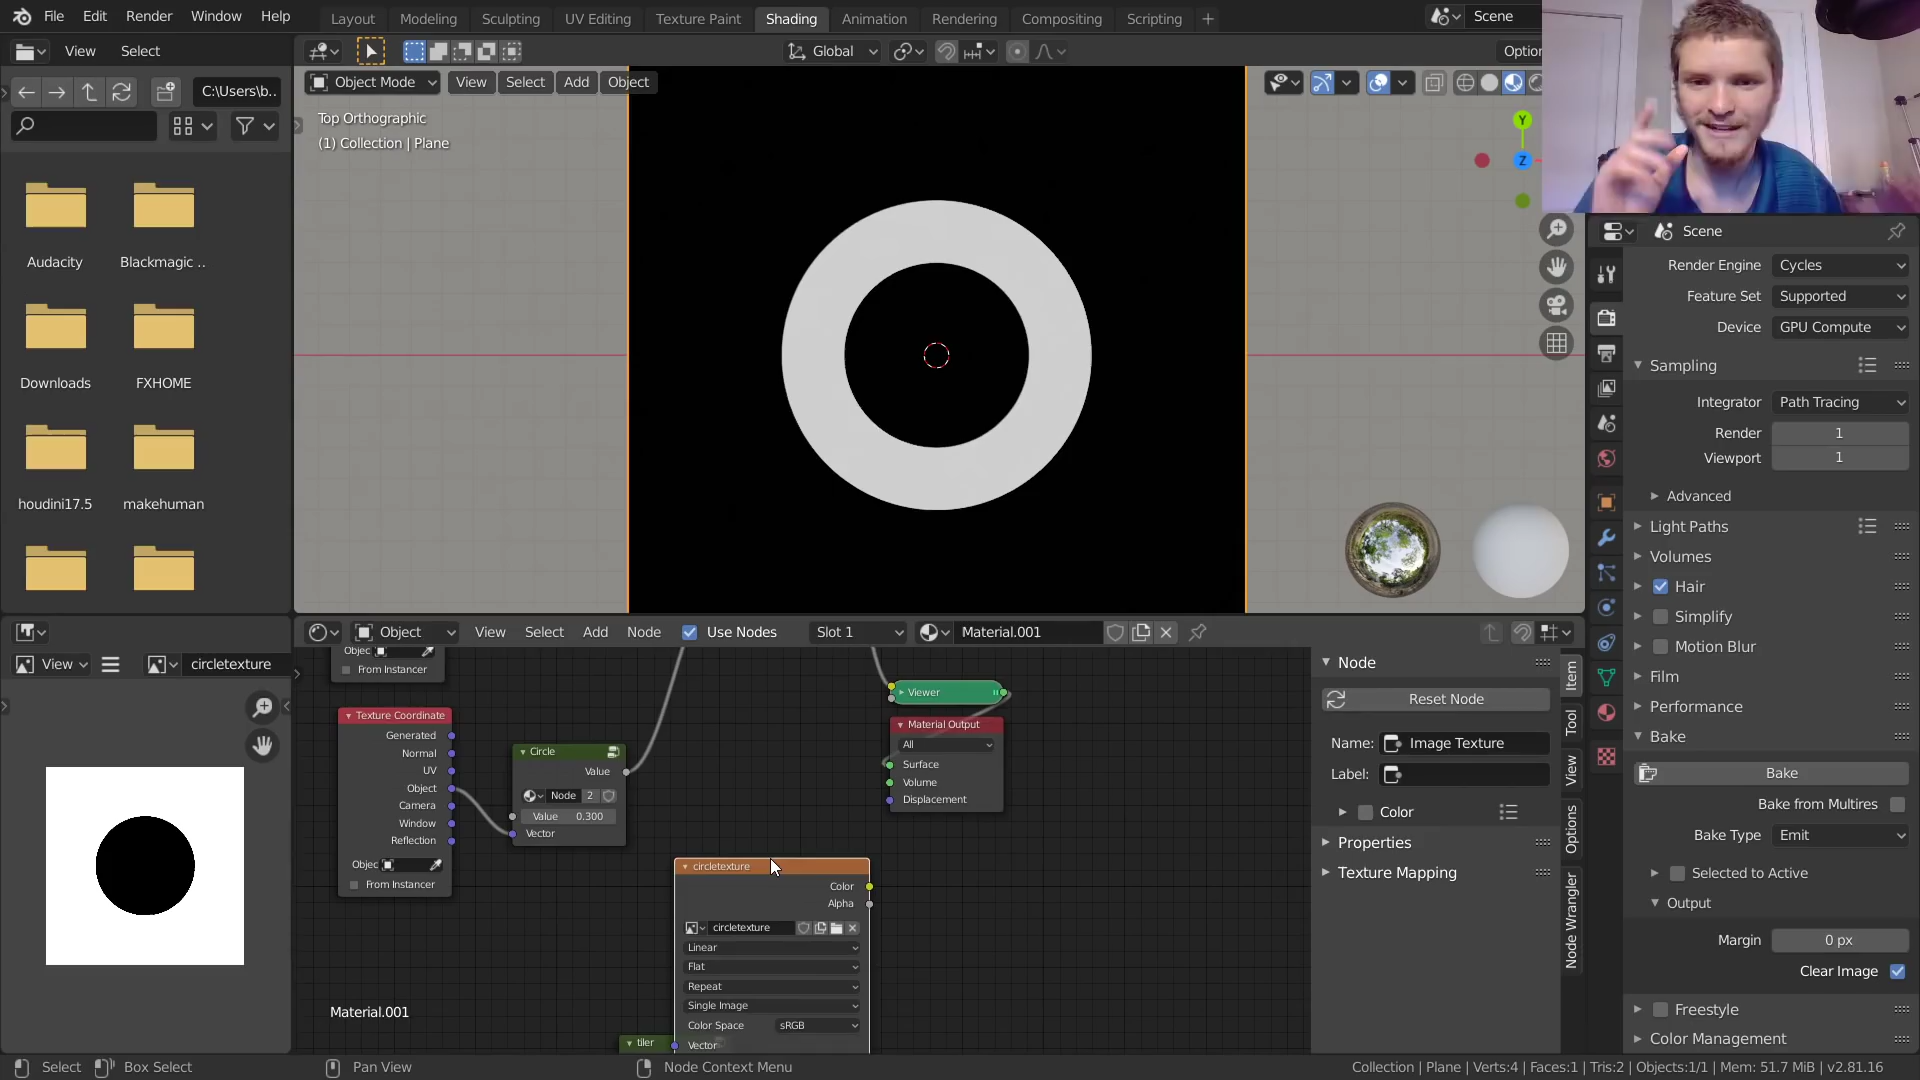 File Edit Render Window Help Layout Modeling Sculpting UV Editing Texture Paint Shading Animation Rendering Compositing Scripting + Scene
View Select Global Optio
C:\Users\b.. Object Mode View Select Add Object
Top Orthographic
(1) Collection | Plane
Y
Z
Audacity Blackmagic ..
Downloads FXHOME
houdini17.5 makehuman
Scene
Render Engine Cycles
Feature Set Supported
Device GPU Compute
Sampling
Integrator Path Tracing
Render 1
Viewport 1
Advanced
Light Paths
Volumes
Hair
Simplify
Motion Blur
Film
Performance
Bake
Bake
Bake from Multires
Bake Type Emit
Selected to Active
Output
Margin 0 px
Clear Image
Freestyle
Color Management
View circletexture
Object View Select Add Node Use Nodes Slot 1 Material.001
Objec
From Instancer
Texture Coordinate
Generated
Normal
UV
Object
Camera
Window
Reflection
Objec
From Instancer
Circle
Value
Node 2
Value 0.300
Vector
Viewer
Material Output
All
Surface
Volume
Displacement
circletexture
Color
Alpha
circletexture
Linear
Flat
Repeat
Single Image
Color Space sRGB
Vector
tiler
Material.001
Node
Reset Node
Name: Image Texture
Label:
Color
Properties
Texture Mapping
Item
Tool
View
Options
Node Wrangler
Select Box Select Pan View Node Context Menu Collection | Plane | Verts:4 | Faces:1 | Tris:2 | Objects:1/1 | Mem: 51.7 MiB | v2.81.16